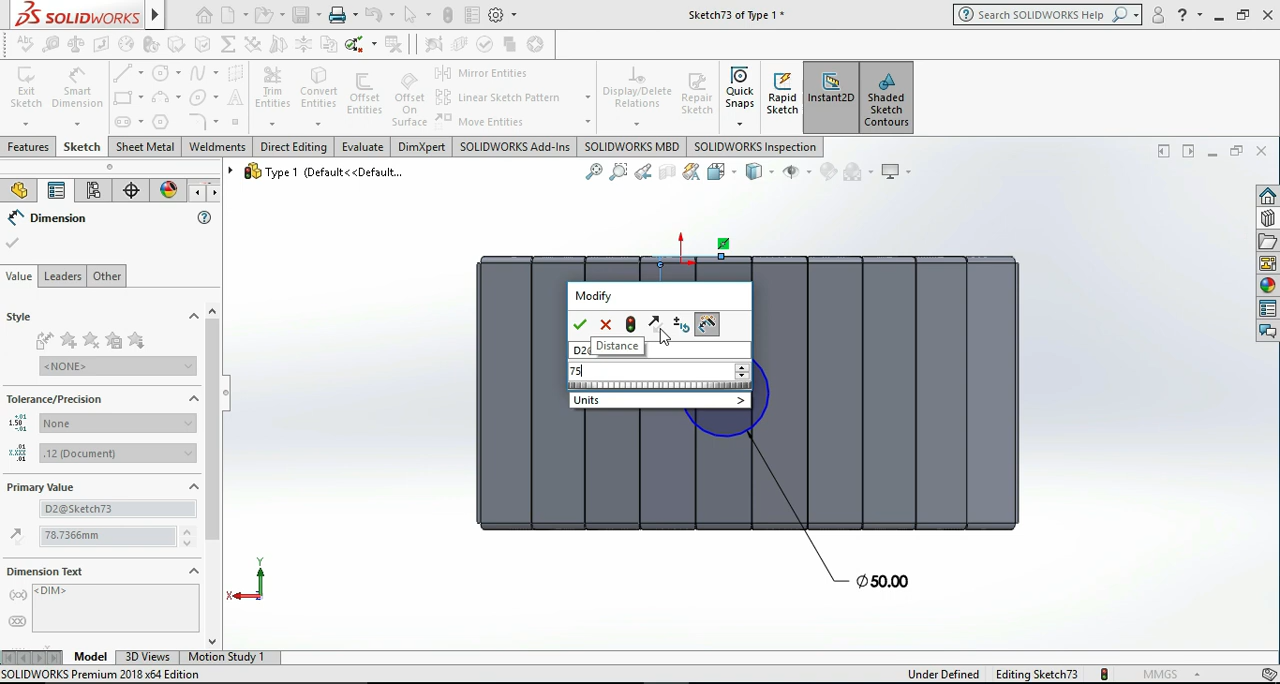 SOLIDWORKS
Sketch73 of Type 1 *
Search SOLIDWORKS Help
Exit Sketch
Smart Dimension
Trim Entities
Convert Entities
Offset Entities
Offset On Surface
Mirror Entities
Linear Sketch Pattern
Move Entities
Display/Delete Relations
Repair Sketch
Quick Snaps
Rapid Sketch
Instant2D
Shaded Sketch Contours
Features
Sketch
Sheet Metal
Weldments
Direct Editing
Evaluate
DimXpert
SOLIDWORKS Add-Ins
SOLIDWORKS MBD
SOLIDWORKS Inspection
Type 1 (Default<<Default...
Dimension
Value
Leaders
Other
Style
<NONE>
Tolerance/Precision
1.50
None
.12 (Document)
Primary Value
D2@Sketch73
78.7366mm
Dimension Text
<DIM>
Modify
D2@
Distance
75
Units >
Ø50.00
Y
X
Model
3D Views
Motion Study 1
SOLIDWORKS Premium 2018 x64 Edition
Under Defined
Editing Sketch73
MMGS